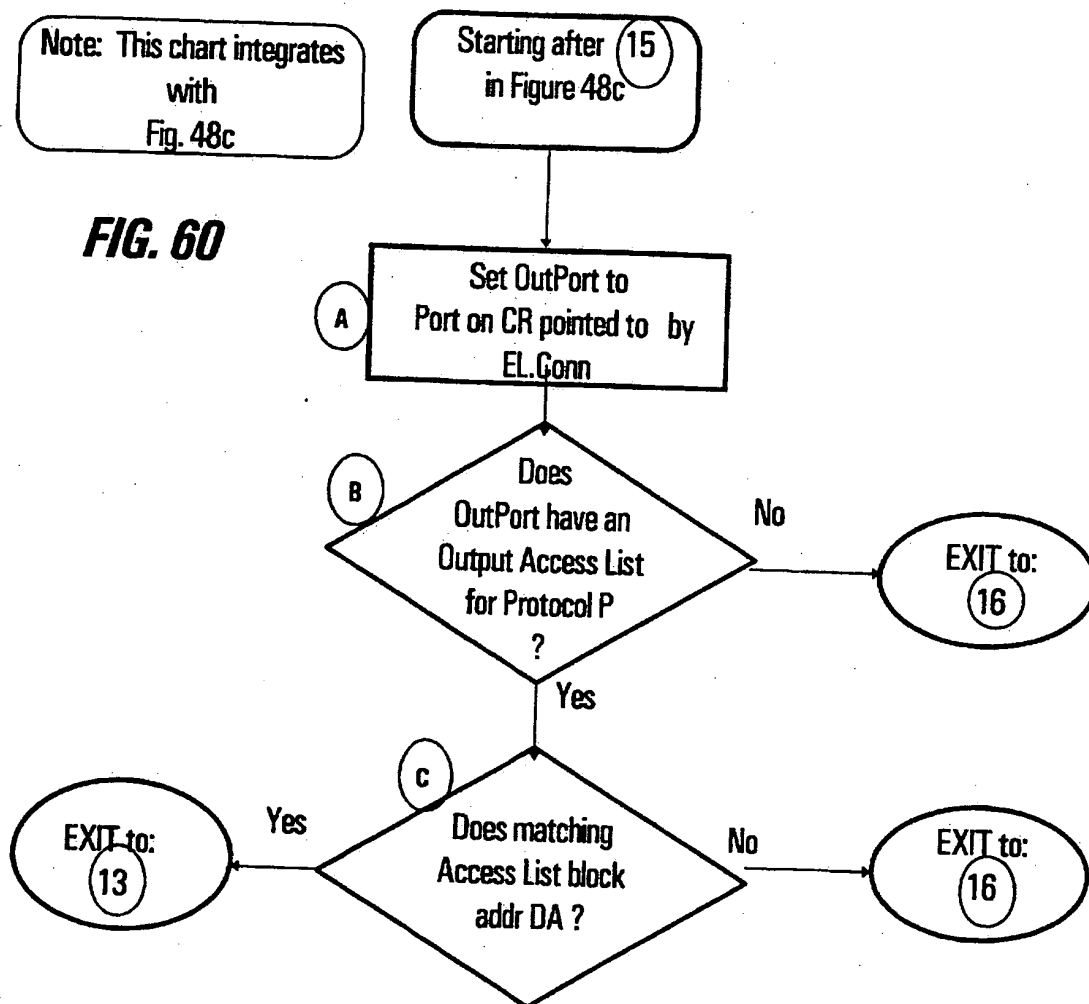 Note: This chart integrates
with
Fig. 48c
Starting after 15
in Figure 48c
FIG. 60
A
Set OutPort to
Port on CR pointed to by
EL.Conn
B
Does
OutPort have an
Output Access List
for Protocol P
?
No
EXIT to:
16
Yes
C
Does matching
Access List block
addr DA ?
Yes
EXIT to:
13
No
EXIT to:
16